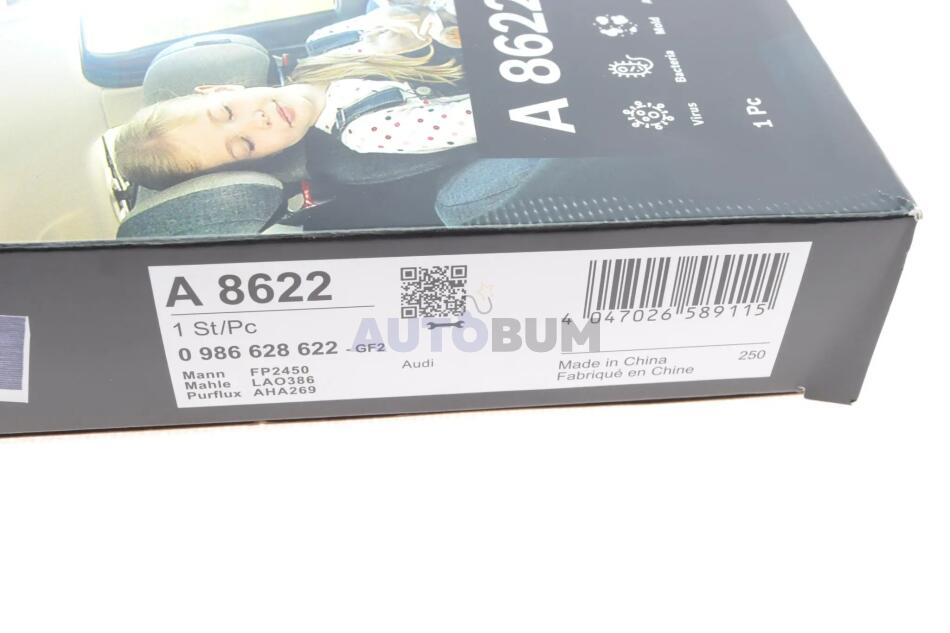 A 8622
Mold
Bacteria
Virus
1 Pc
A 8622
1 St/Pc
0 986 628 622 - GF2
Mann FP2450
Mahle LAO386
Purflux AHA269
Audi
AUTOBUM
4 047026 589115
Made in China
Fabriqué en Chine
250